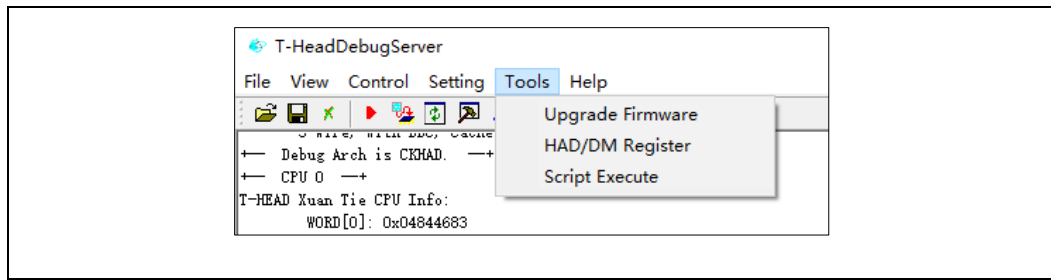 T-HeadDebugServer
File View Control Setting Tools Help
Upgrade Firmware
HAD/DM Register
Script Execute
+— Debug Arch is CKHAD. —+
+— CPU 0 —+
T-HEAD Xuan Tie CPU Info:
WORD[0]: 0x04844683